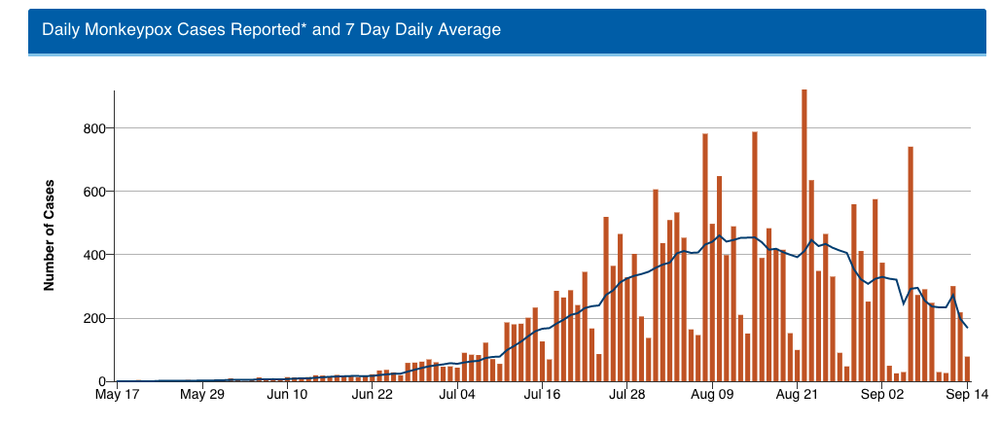 Daily Monkeypox Cases Reported* and 7 Day Daily Average
800
600
400
200
0
Number of Cases
May 17 May 29 Jun 10 Jun 22 Jul 04 Jul 16 Jul 28 Aug 09 Aug 21 Sep 02 Sep 14